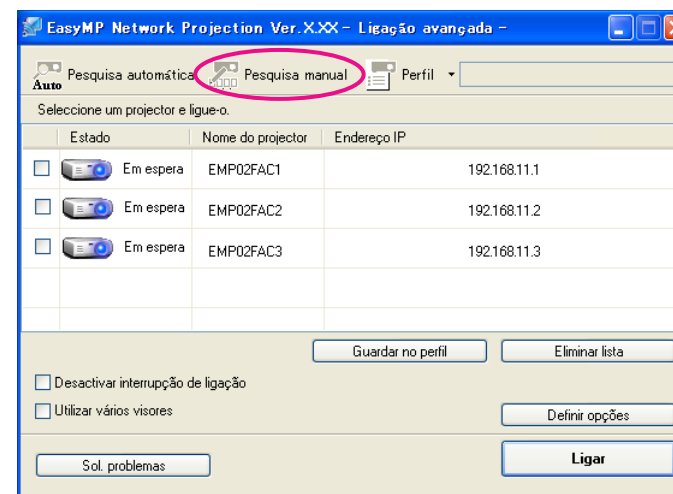 EasyMP Network Projection Ver.X.XX – Ligação avançada –
Auto Pesquisa automática Pesquisa manual Perfil
Seleccione um projector e ligue-o.
Estado Nome do projector Endereço IP
Em espera EMP02FAC1 192.168.11.1
Em espera EMP02FAC2 192.168.11.2
Em espera EMP02FAC3 192.168.11.3
Guardar no perfil Eliminar lista
Desactivar interrupção de ligação
Utilizar vários visores Definir opções
Sol. problemas Ligar